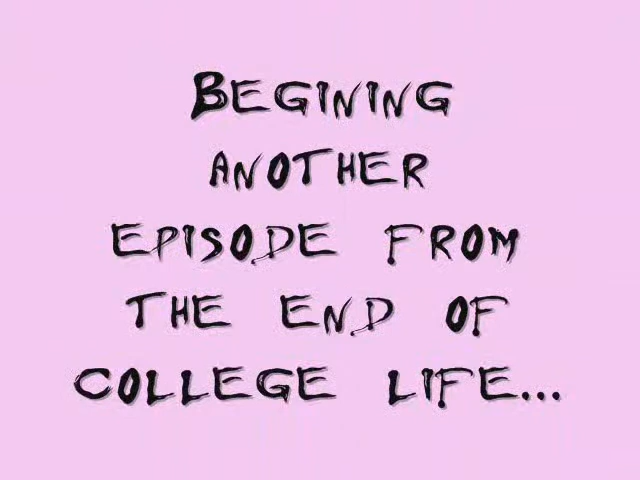 BEGINING
ANOTHER
EPISODE FROM
THE END OF
COLLEGE LIFE...